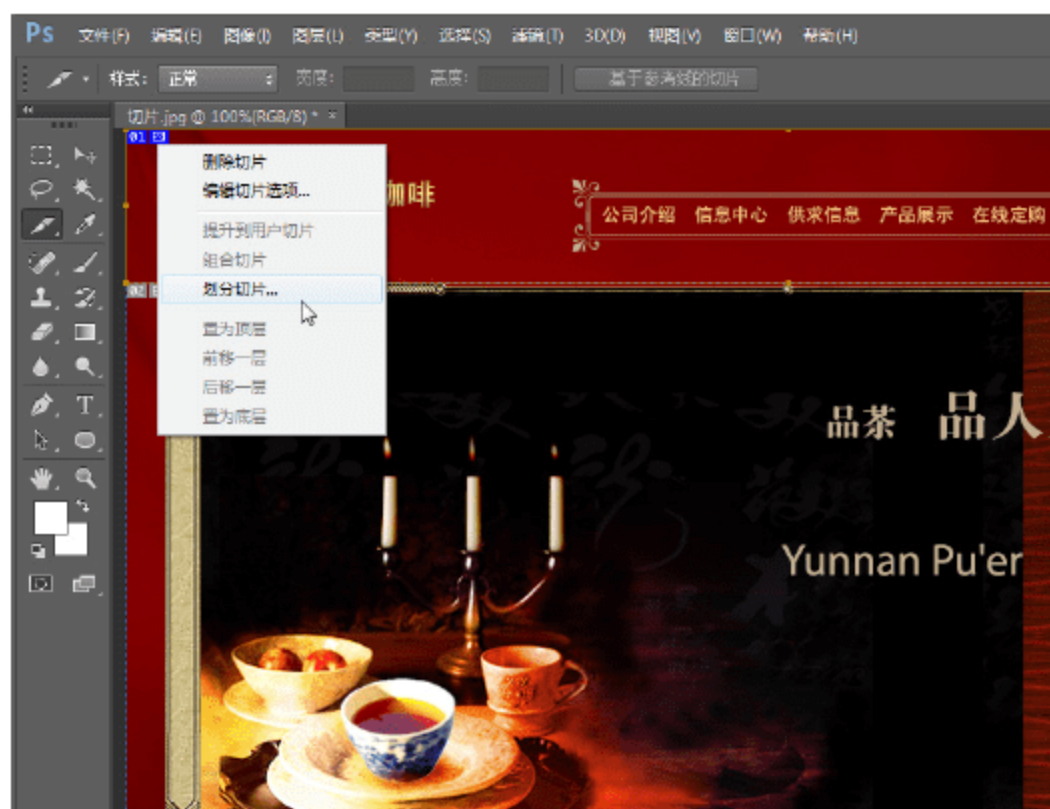 Ps 文件(F) 编辑(E) 图像(I) 图层(L) 类型(Y) 选择(S) 滤镜(T) 3D(D) 视图(V) 窗口(W) 帮助(H)
样式: 正常 宽度: 高度: 基于参考线的切片
切片.jpg @ 100%(RGB/8) * ×
01
删除切片
编辑切片选项...
咖啡
公司介绍 信息中心 供求信息 产品展示 在线定购
提升到用户切片
组合切片
划分切片...
02
置为顶层
前移一层
后移一层
置为底层
品茶 品人
Yunnan Pu'er